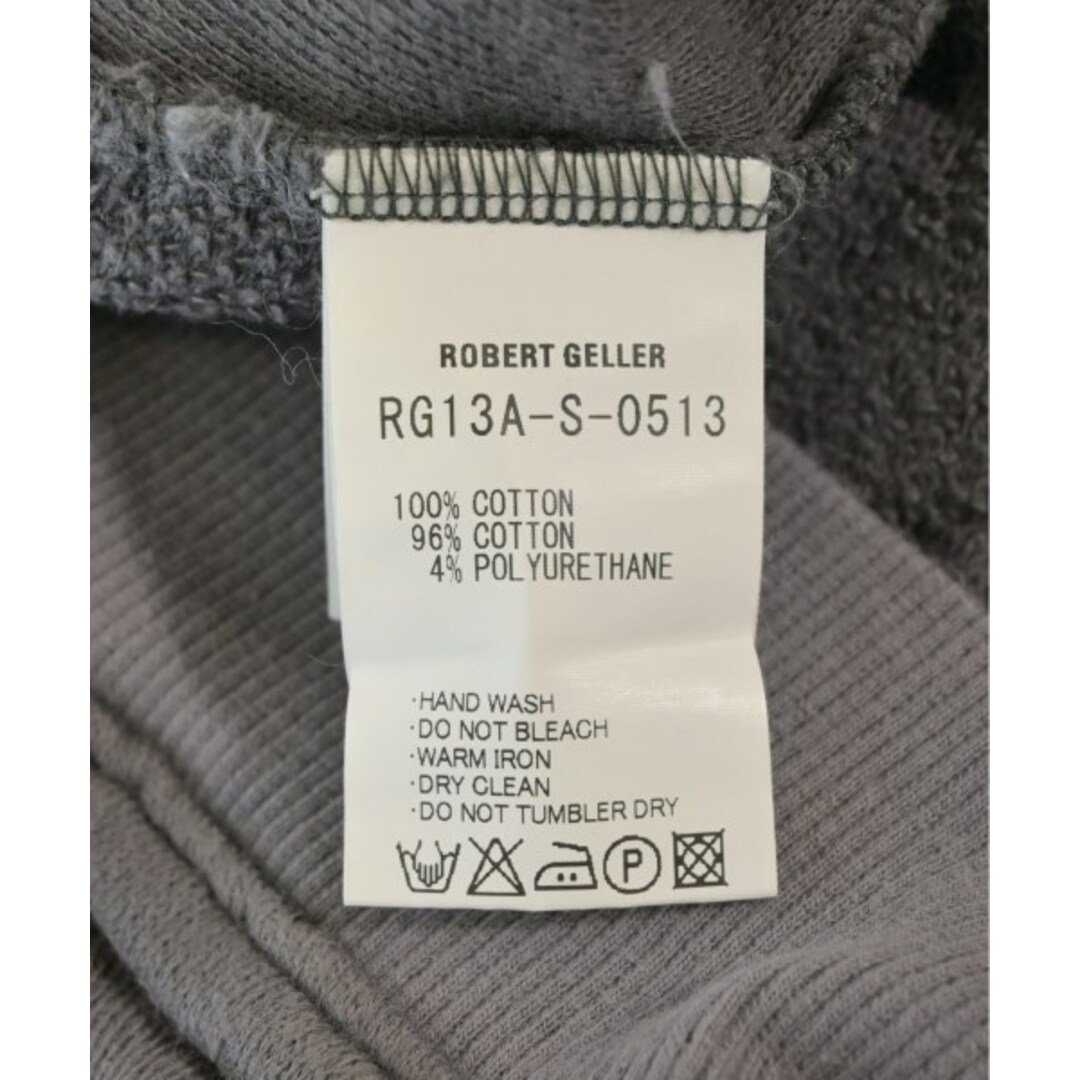 ROBERT GELLER
RG13A-S-0513
100% COTTON
96% COTTON
4% POLYURETHANE
·HAND WASH
·DO NOT BLEACH
·WARM IRON
·DRY CLEAN
·DO NOT TUMBLER DRY
P